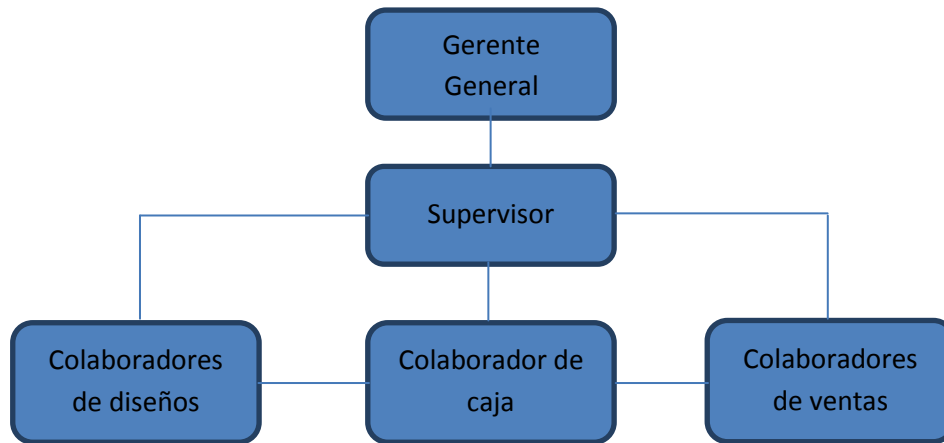 Gerente
General
Supervisor
Colaboradores
de diseños
Colaborador de
caja
Colaboradores
de ventas